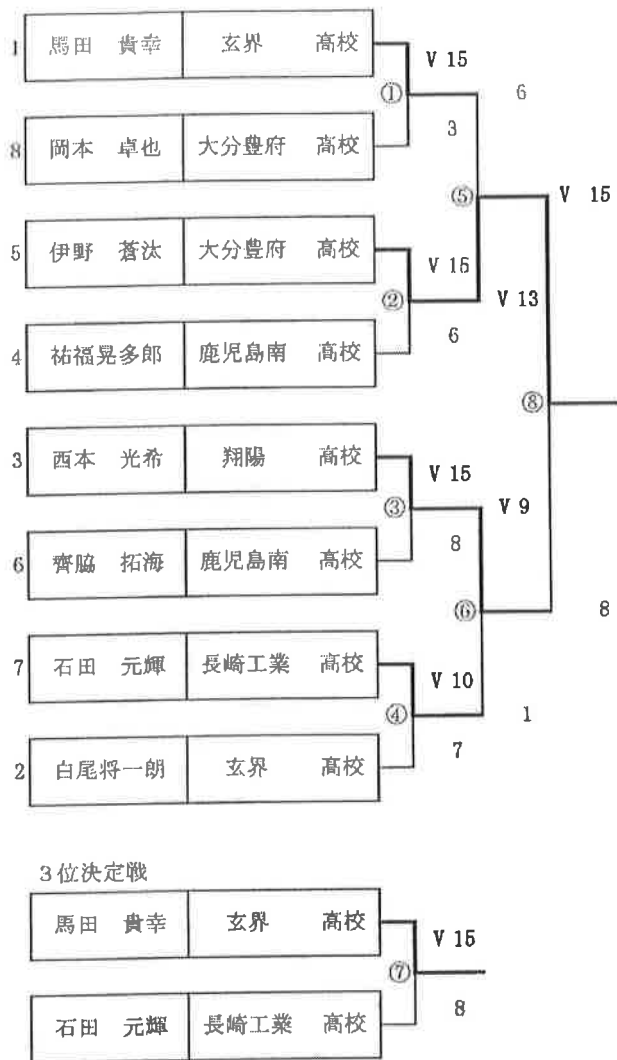 1 馬田 貴幸 玄界 高校
V 15
① 6
3
8 岡本 卓也 大分豊府 高校
⑤ V 15
5 伊野 蒼汰 大分豊府 高校
V 15
② V 13
6
4 祐福晃多郎 鹿児島南 高校
⑧
3 西本 光希 翔陽 高校
V 15
③ V 9
8
6 齊脇 拓海 鹿児島南 高校
⑥ 8
7 石田 元輝 長崎工業 高校
V 10
④ 1
7
2 白尾将一朗 玄界 高校
3位決定戦
馬田 貴幸 玄界 高校
V 15
⑦
8
石田 元輝 長崎工業 高校